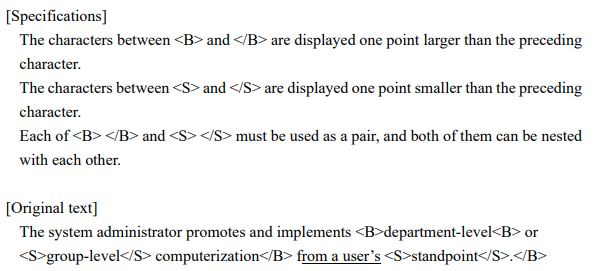 [Specifications]
The characters between <B> and </B> are displayed one point larger than the preceding
character.
The characters between <S> and </S> are displayed one point smaller than the preceding
character.
Each of <B> </B> and <S> </S> must be used as a pair, and both of them can be nested
with each other.
[Original text]
The system administrator promotes and implements <B>department-level<B> or
<S>group-level</S> computerization</B> from a user’s <S>standpoint</S>.</B>